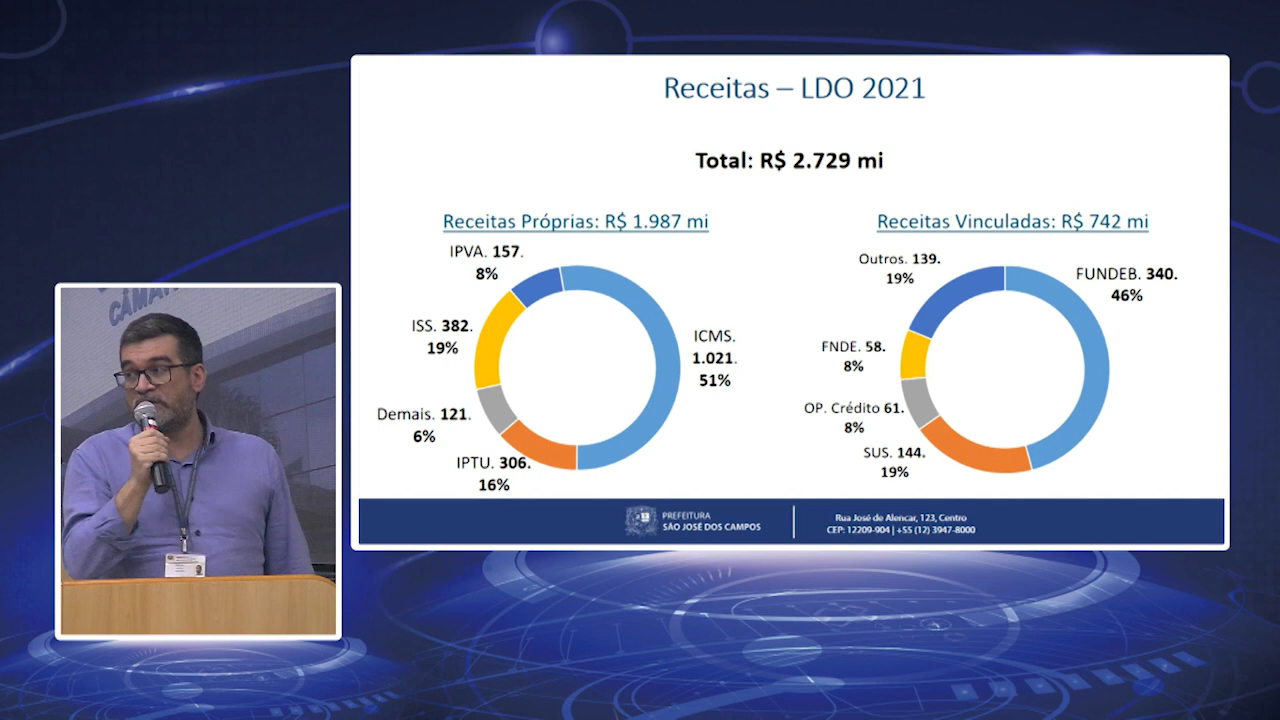 Receitas – LDO 2021
Total: R$ 2.729 mi
Receitas Próprias: R$ 1.987 mi
IPVA. 157.
8%
ISS. 382.
19%
ICMS.
1.021.
51%
Demais. 121.
6%
IPTU. 306.
16%
Receitas Vinculadas: R$ 742 mi
Outros. 139.
19%
FUNDEB. 340.
46%
FNDE. 58.
8%
OP. Crédito 61.
8%
SUS. 144.
19%
PREFEITURA
SÃO JOSÉ DOS CAMPOS
Rua José de Alencar, 123, Centro
CEP: 12209-904 | +55 (12) 3947-8000